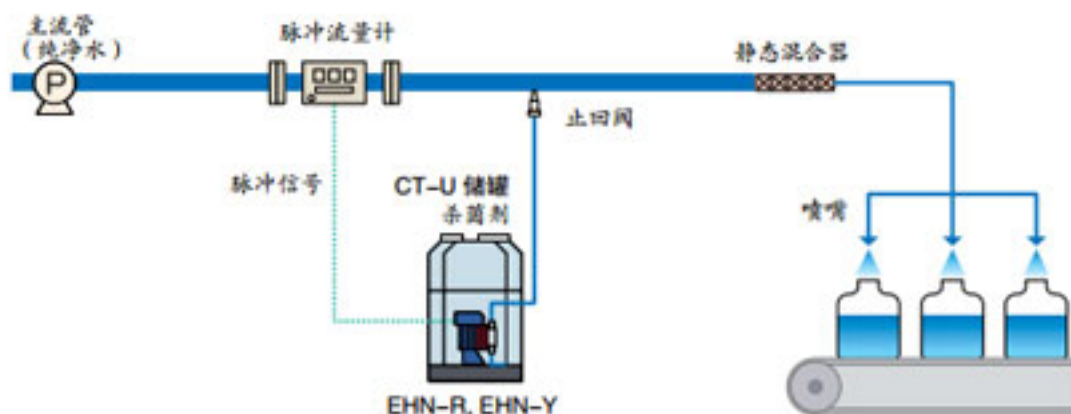 主流管
(纯净水)
P
脉冲流量计
静态混合器
止回阀
脉冲信号
CT-U 储罐
杀菌剂
喷嘴
EHN-R, EHN-Y